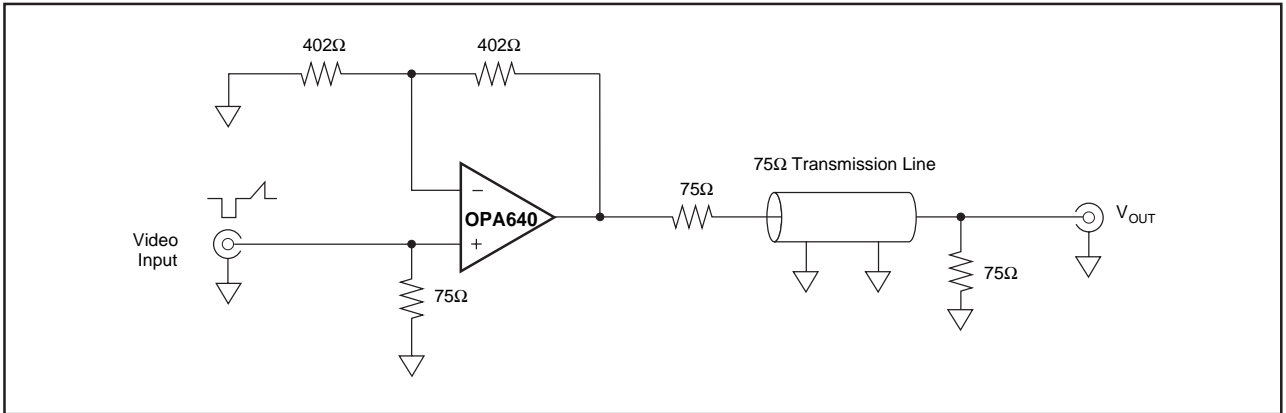 402Ω
402Ω
75Ω Transmission Line
75Ω
−
OPA640
+
V_OUT
Video
Input
75Ω
75Ω